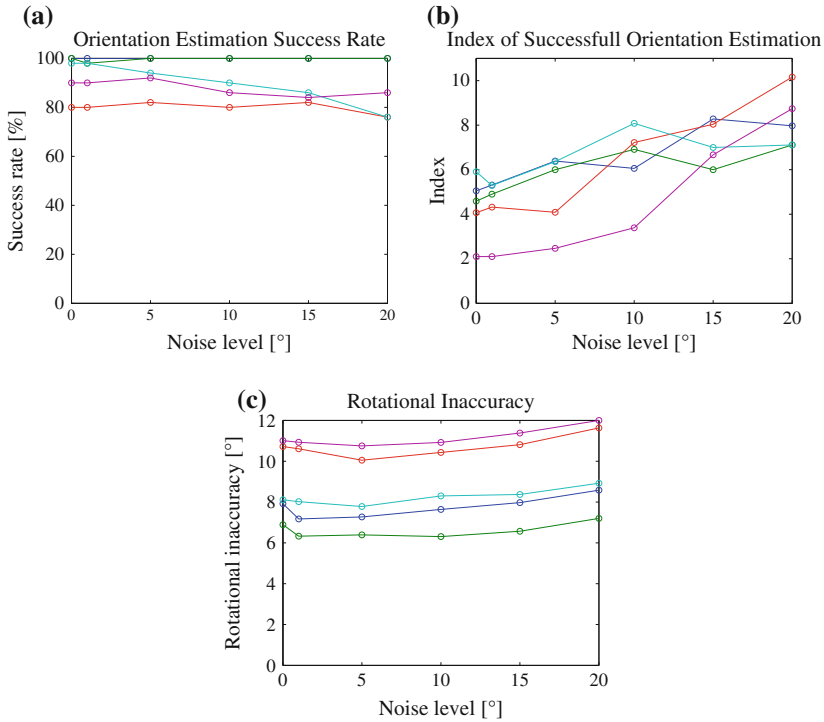 (a)
Orientation Estimation Success Rate
100
80
60
40
20
0
Success rate [%]
0 5 10 15 20
Noise level [°]
(b)
Index of Successfull Orientation Estimation
10
8
6
4
2
0
Index
0 5 10 15 20
Noise level [°]
(c)
Rotational Inaccuracy
12
10
8
6
4
2
0
Rotational inaccuracy [°]
0 5 10 15 20
Noise level [°]